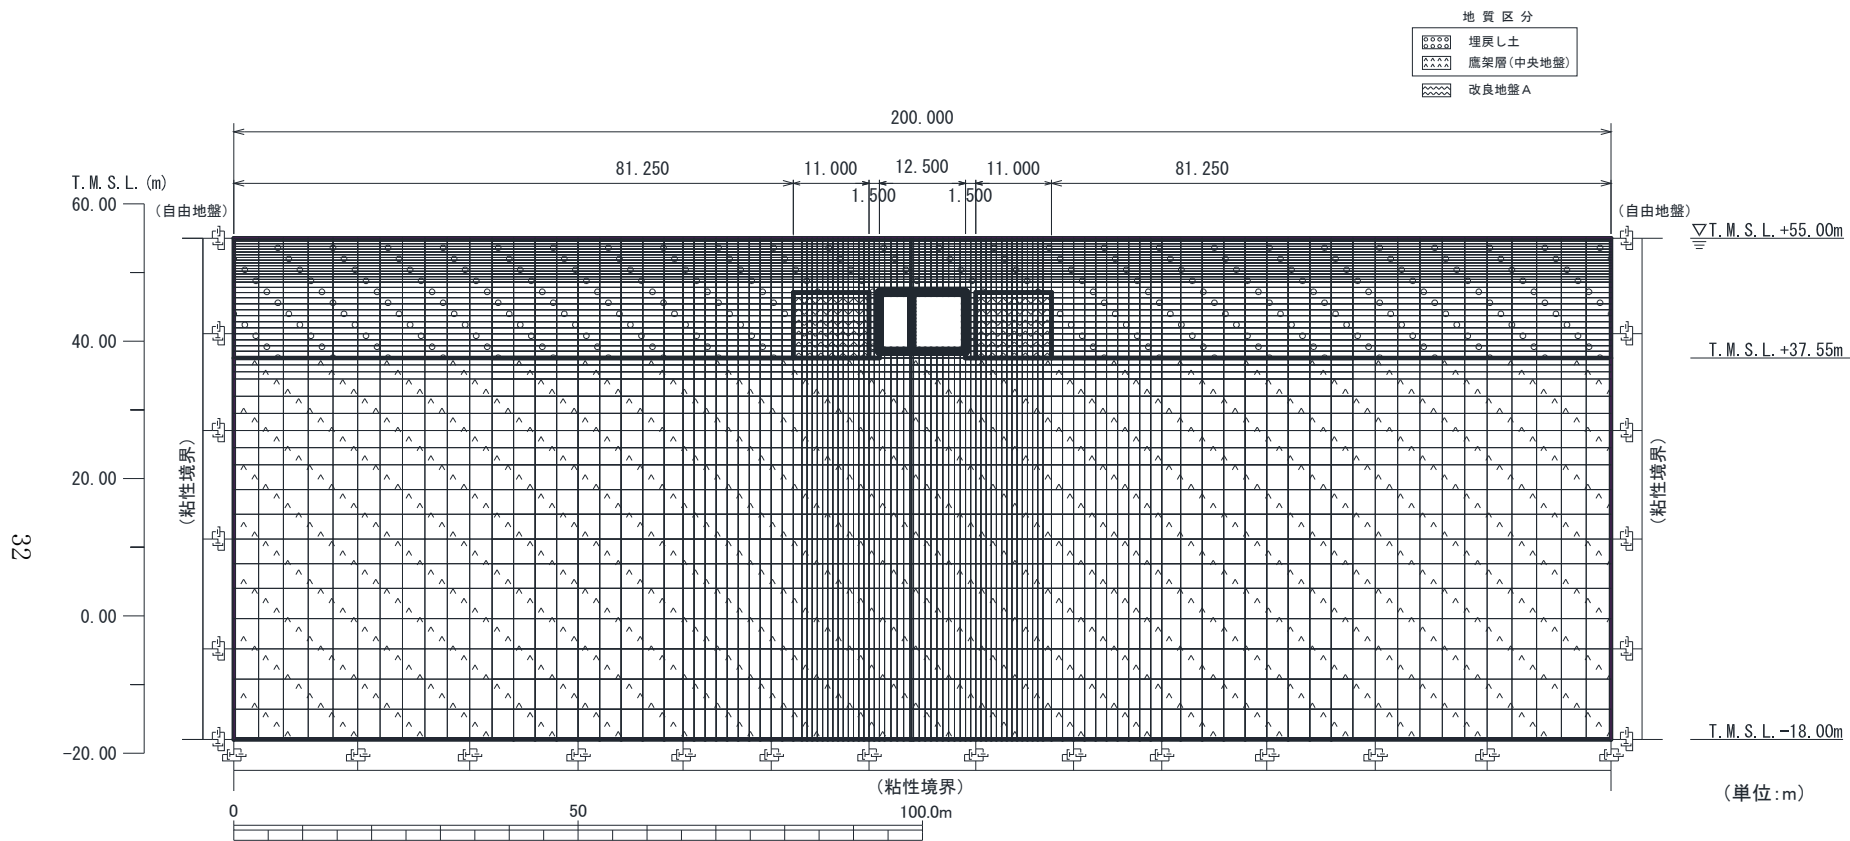 地質区分
埋戻し土
鷹架層(中央地盤)
改良地盤A
200.000
81.250
11.000
12.500
11.000
81.250
1.500
1.500
T.M.S.L.(m)
60.00
40.00
20.00
0.00
-20.00
(自由地盤)
(自由地盤)
▽T.M.S.L.+55.00m
T.M.S.L.+37.55m
T.M.S.L.-18.00m
(粘性境界)
(粘性境界)
(粘性境界)
(単位:m)
0
50
100.0m
32